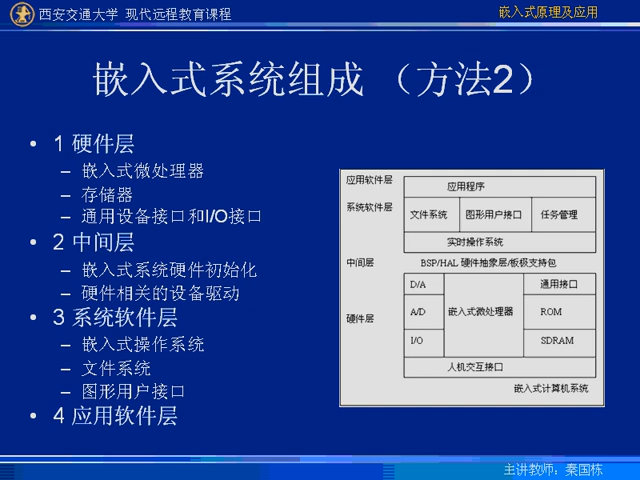 西安交通大学 现代远程教育课程
嵌入式原理及应用
嵌入式系统组成 （方法2）
• 1 硬件层
– 嵌入式微处理器
– 存储器
– 通用设备接口和I/O接口
• 2 中间层
– 嵌入式系统硬件初始化
– 硬件相关的设备驱动
• 3 系统软件层
– 嵌入式操作系统
– 文件系统
– 图形用户接口
• 4 应用软件层
应用软件层
应用程序
系统软件层
文件系统
图形用户接口
任务管理
实时操作系统
中间层
BSP/HAL 硬件抽象层/板极支持包
硬件层
D/A
通用接口
A/D
嵌入式微处理器
ROM
I/O
SDRAM
人机交互接口
嵌入式计算机系统
主讲教师：秦国栋